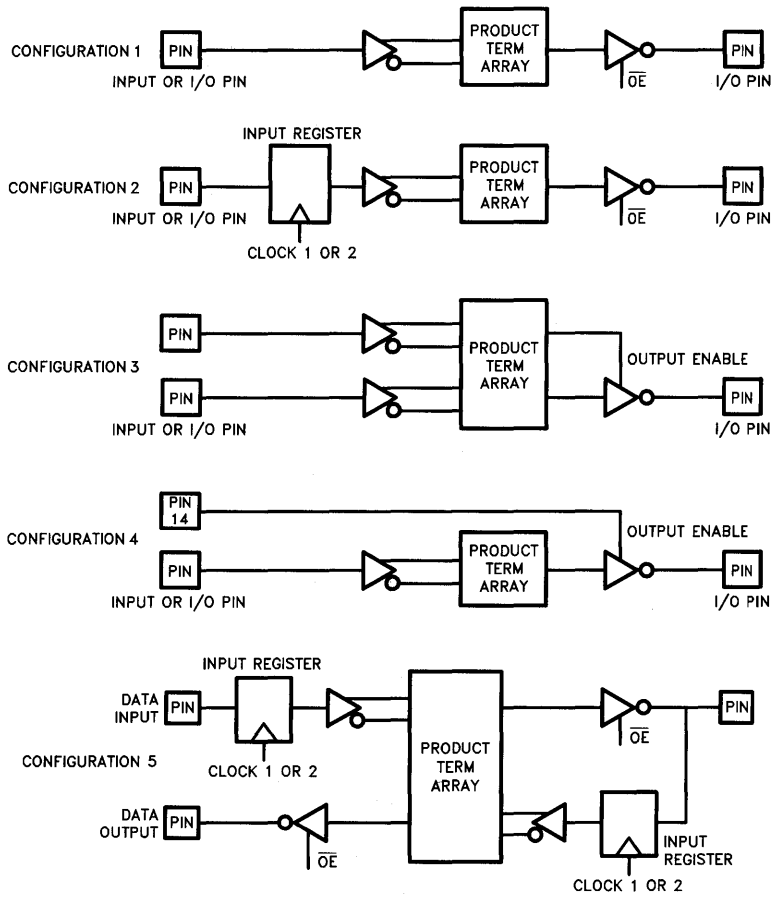 CONFIGURATION 1
PIN
INPUT OR I/O PIN
PRODUCT
TERM
ARRAY
OE
PIN
I/O PIN
INPUT REGISTER
CONFIGURATION 2
PIN
INPUT OR I/O PIN
CLOCK 1 OR 2
PRODUCT
TERM
ARRAY
OE
PIN
I/O PIN
CONFIGURATION 3
PIN
PIN
INPUT OR I/O PIN
PRODUCT
TERM
ARRAY
OUTPUT ENABLE
PIN
I/O PIN
CONFIGURATION 4
PIN
14
PIN
INPUT OR I/O PIN
PRODUCT
TERM
ARRAY
OUTPUT ENABLE
PIN
I/O PIN
INPUT REGISTER
DATA
INPUT
PIN
CLOCK 1 OR 2
CONFIGURATION 5
PRODUCT
TERM
ARRAY
OE
PIN
DATA
OUTPUT
PIN
OE
INPUT
REGISTER
CLOCK 1 OR 2